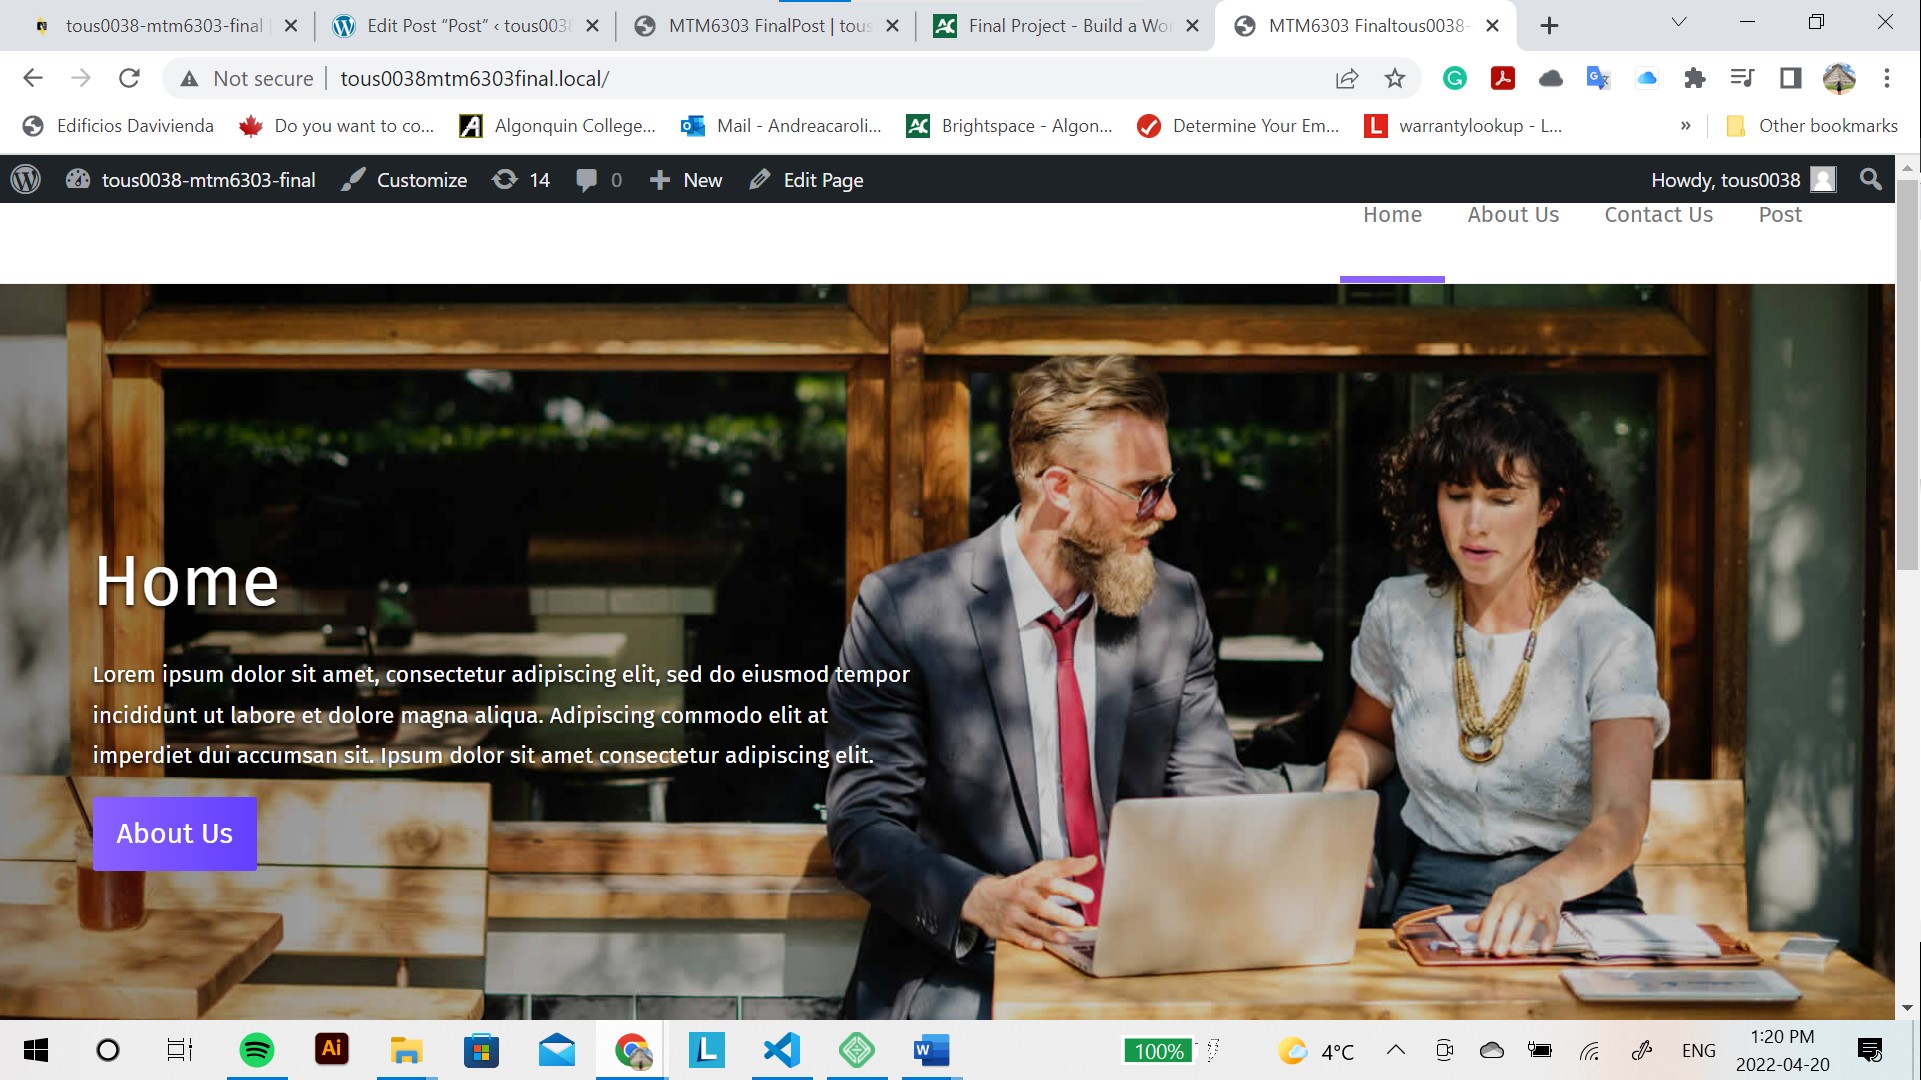 tous0038-mtm6303-final
Edit Post “Post” ‹ tous0038
MTM6303 FinalPost | tous
Final Project - Build a Wor
MTM6303 Finaltous0038-
Not secure
tous0038mtm6303final.local/
Edificios Davivienda
Do you want to co...
Algonquin College...
Mail - Andreacaroli...
Brightspace - Algon...
Determine Your Em...
warrantylookup - L...
»
Other bookmarks
tous0038-mtm6303-final
Customize
14
0
New
Edit Page
Howdy, tous0038
Home
About Us
Contact Us
Post
Home
Lorem ipsum dolor sit amet, consectetur adipiscing elit, sed do eiusmod tempor
incididunt ut labore et dolore magna aliqua. Adipiscing commodo elit at
imperdiet dui accumsan sit. Ipsum dolor sit amet consectetur adipiscing elit.
About Us
Ai
L
W
100%
4°C
ENG
1:20 PM
2022-04-20